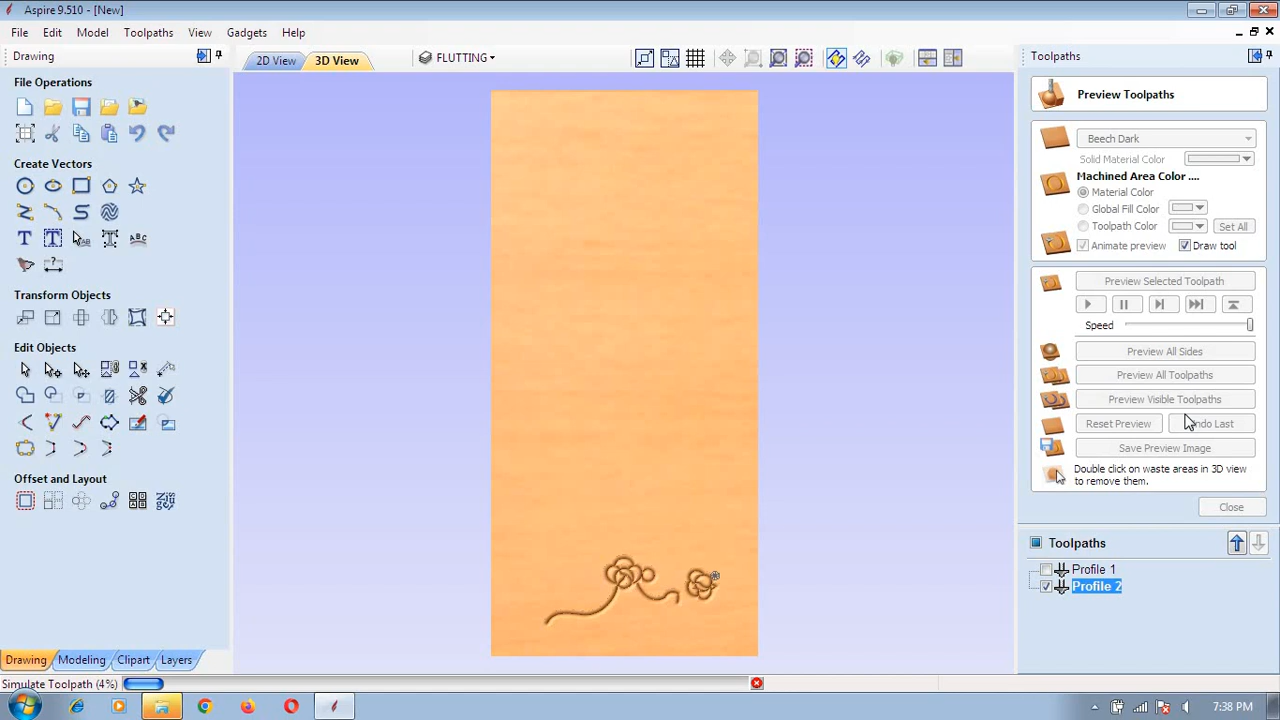 Aspire 9.510 - [New]
File Edit Model Toolpaths View Gadgets Help
Drawing
2D View 3D View
FLUTTING
Toolpaths
File Operations
Create Vectors
Transform Objects
Edit Objects
Offset and Layout
Preview Toolpaths
Beech Dark
Solid Material Color
Machined Area Color ....
Material Color
Global Fill Color
Toolpath Color Set All
Animate preview Draw tool
Preview Selected Toolpath
Speed
Preview All Sides
Preview All Toolpaths
Preview Visible Toolpaths
Reset Preview Undo Last
Save Preview Image
Double click on waste areas in 3D view
to remove them.
Close
Toolpaths
Profile 1
Profile 2
Drawing Modeling Clipart Layers
Simulate Toolpath (4%)
7:38 PM